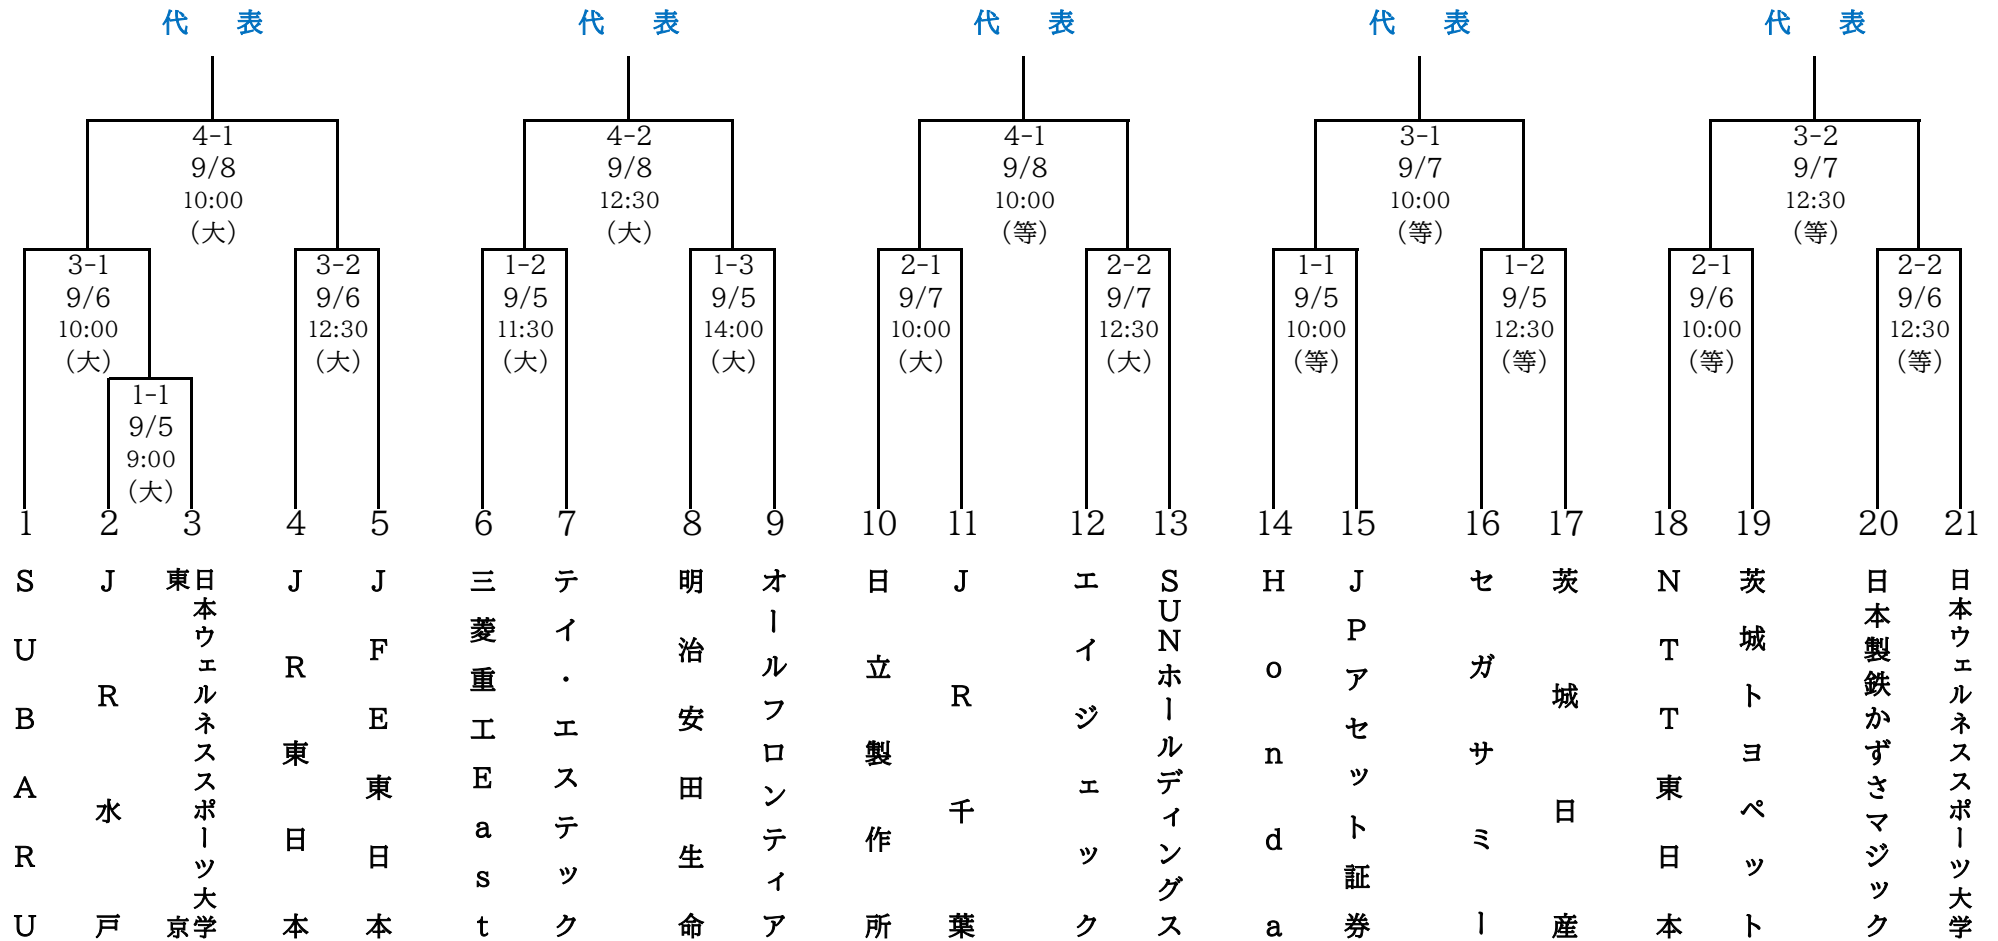 代　表
代　表
代　表
代　表
代　表
4-1
9/8
10:00
（大）
4-2
9/8
12:30
（大）
4-1
9/8
10:00
（等）
3-1
9/7
10:00
（等）
3-2
9/7
12:30
（等）
3-1
9/6
10:00
（大）
3-2
9/6
12:30
（大）
1-2
9/5
11:30
（大）
1-3
9/5
14:00
（大）
2-1
9/7
10:00
（大）
2-2
9/7
12:30
（大）
1-1
9/5
10:00
（等）
1-2
9/5
12:30
（等）
2-1
9/6
10:00
（等）
2-2
9/6
12:30
（等）
1-1
9/5
9:00
（大）
1
SUBARU
2
JR水戸
3
日本ウェルネススポーツ大学
東京
4
JR東日本
5
JFE東日本
6
三菱重工East
7
テイ・エステック
8
明治安田生命
9
オールフロンティア
10
日立製作所
11
JR千葉
12
エイジェック
13
SUNホールディングス
14
Honda
15
JPアセット証券
16
セガサミー
17
茨城日産
18
NTT東日本
19
茨城トヨペット
20
日本製鉄かずさマジック
21
日本ウェルネススポーツ大学